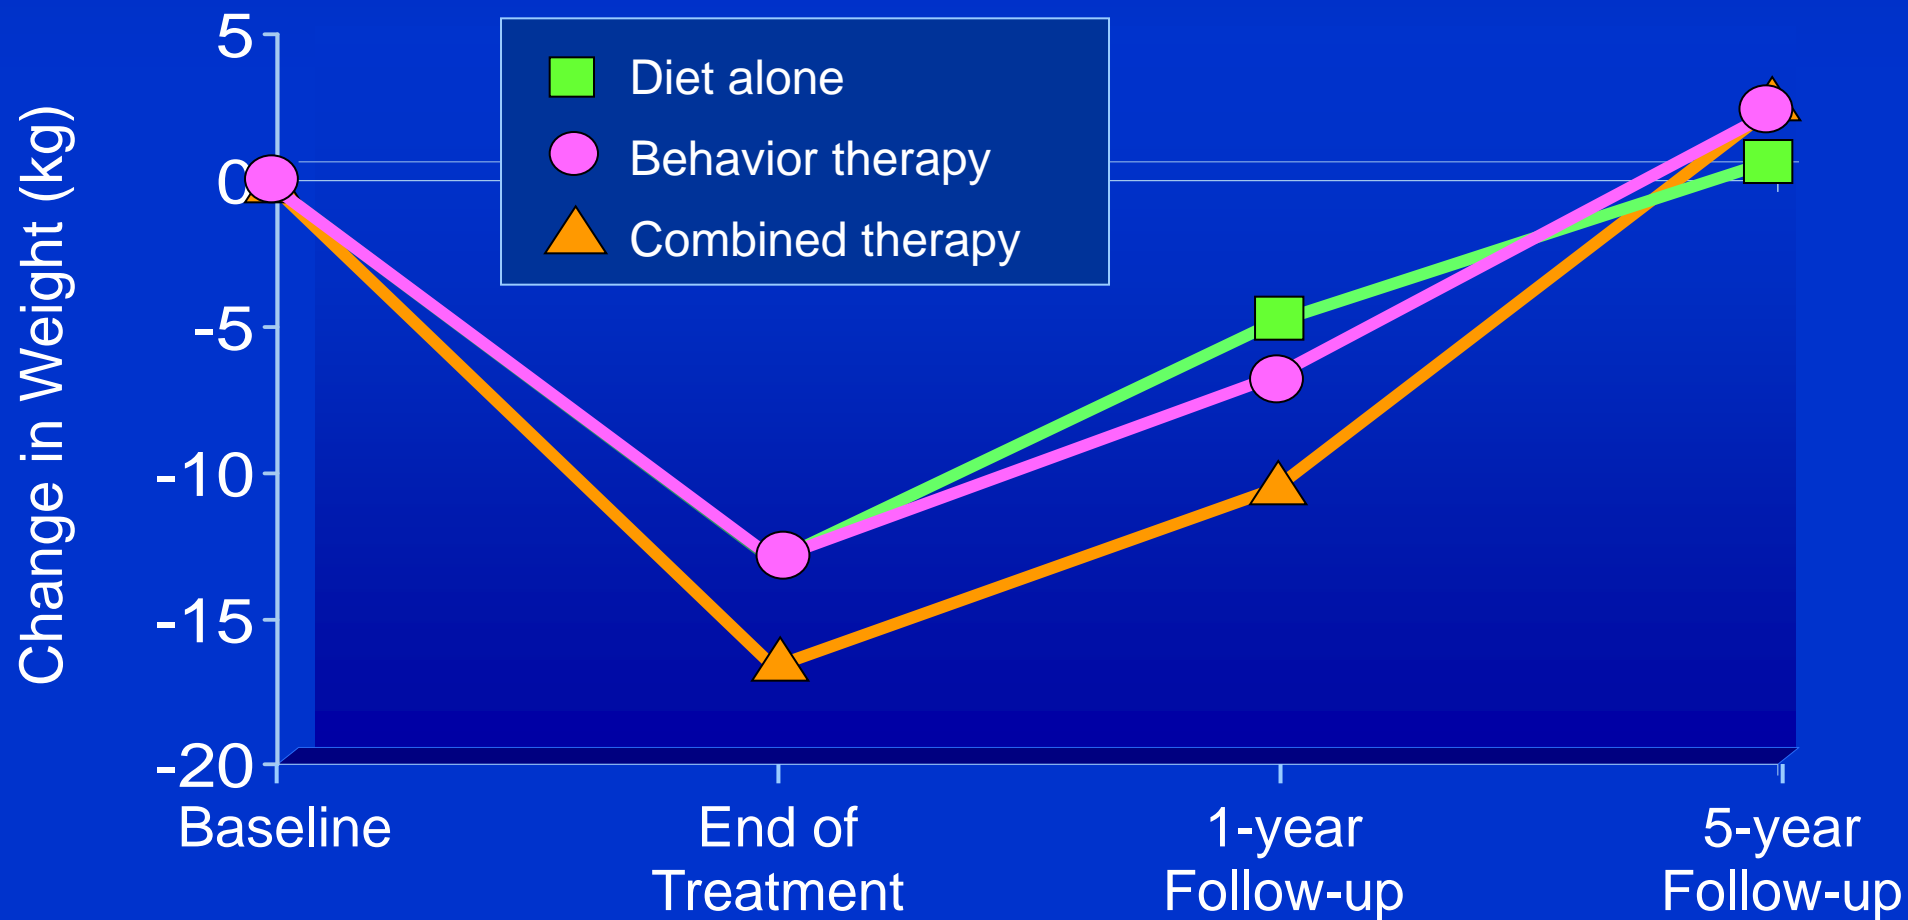 Change in Weight (kg)
5
0
-5
-10
-15
-20
Diet alone
Behavior therapy
Combined therapy
Baseline
End of
Treatment
1-year
Follow-up
5-year
Follow-up